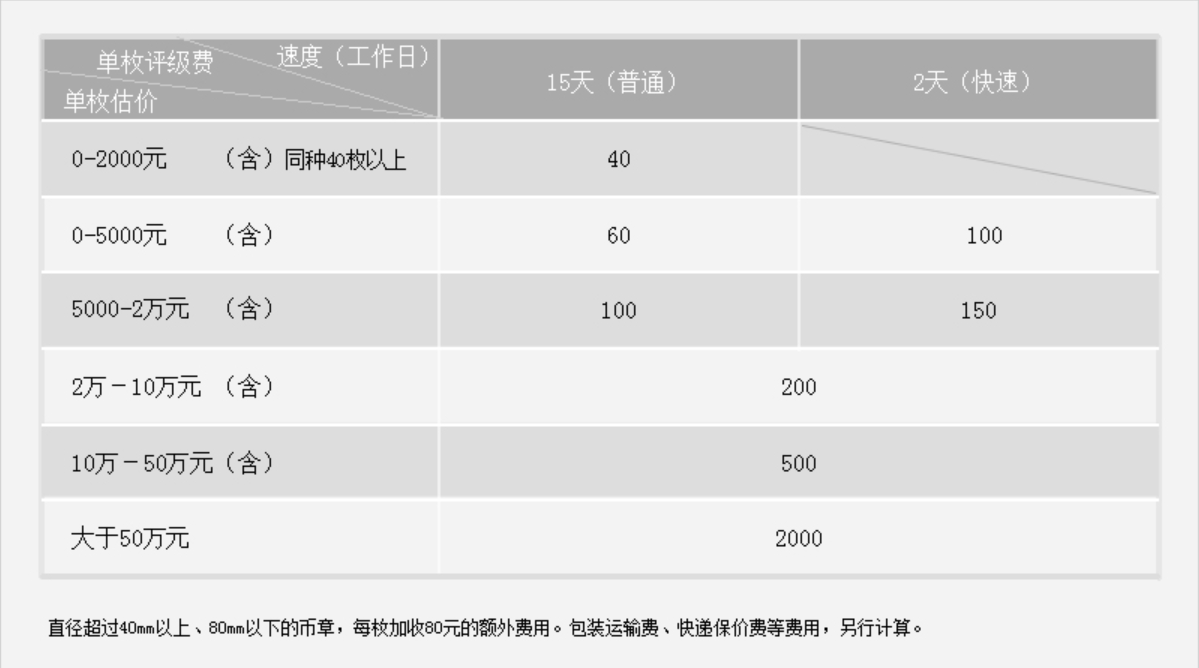 单枚评级费 速度（工作日）
单枚估价
15天（普通） 2天（快速）
0-2000元 （含）同种40枚以上 40
0-5000元 （含） 60 100
5000-2万元 （含） 100 150
2万－10万元 （含） 200
10万－50万元（含） 500
大于50万元 2000
直径超过40mm以上、80mm以下的币章，每枚加收80元的额外费用。包装运输费、快递保价费等费用，另行计算。